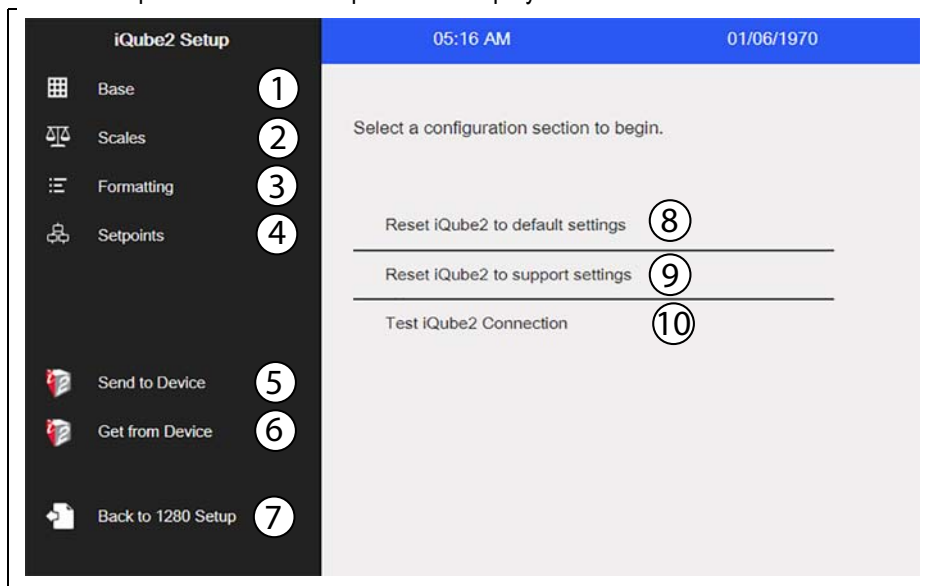 iQube2 Setup 05:16 AM 01/06/1970
Base 1
Scales 2
Formatting 3
Setpoints 4
Send to Device 5
Get from Device 6
Back to 1280 Setup 7
Select a configuration section to begin.
Reset iQube2 to default settings 8
Reset iQube2 to support settings 9
Test iQube2 Connection 10